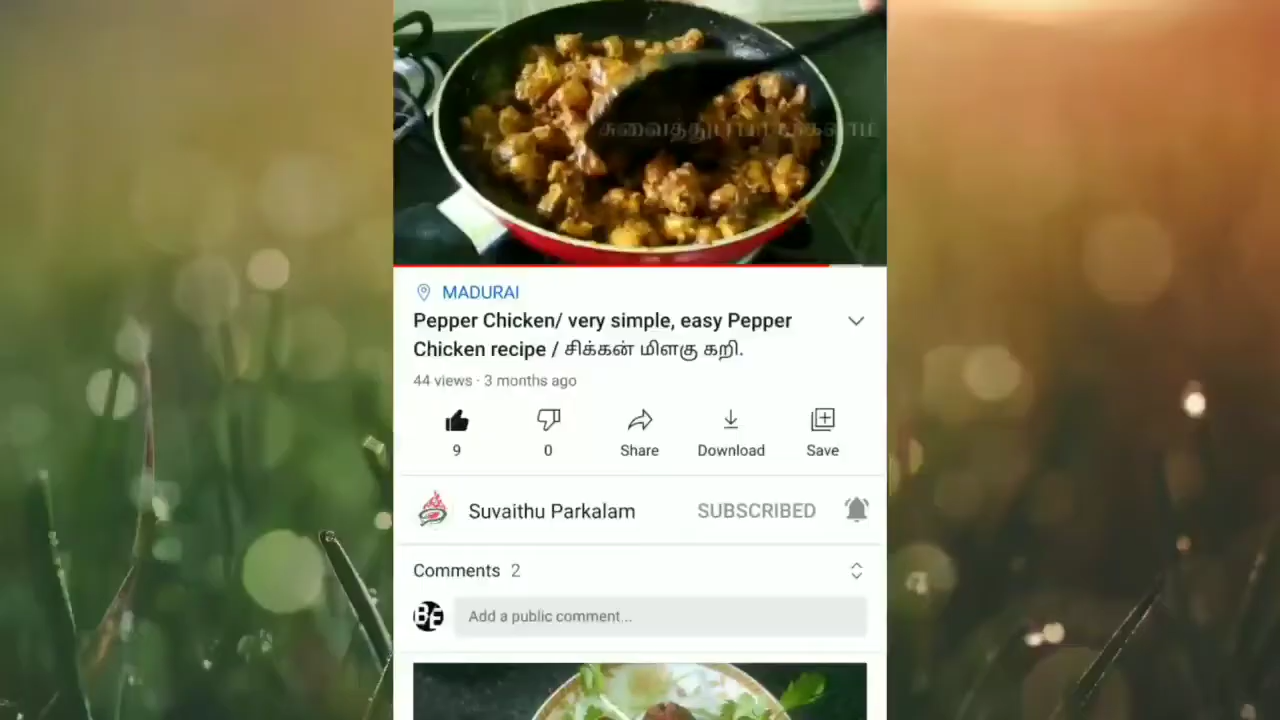 சுவைத்துப் பார்க்கலாம்
MADURAI
Pepper Chicken/ very simple, easy Pepper
Chicken recipe / சிக்கன் மிளகு கறி.
44 views · 3 months ago
9
0
Share
Download
Save
Suvaithu Parkalam
SUBSCRIBED
Comments 2
BF
Add a public comment...